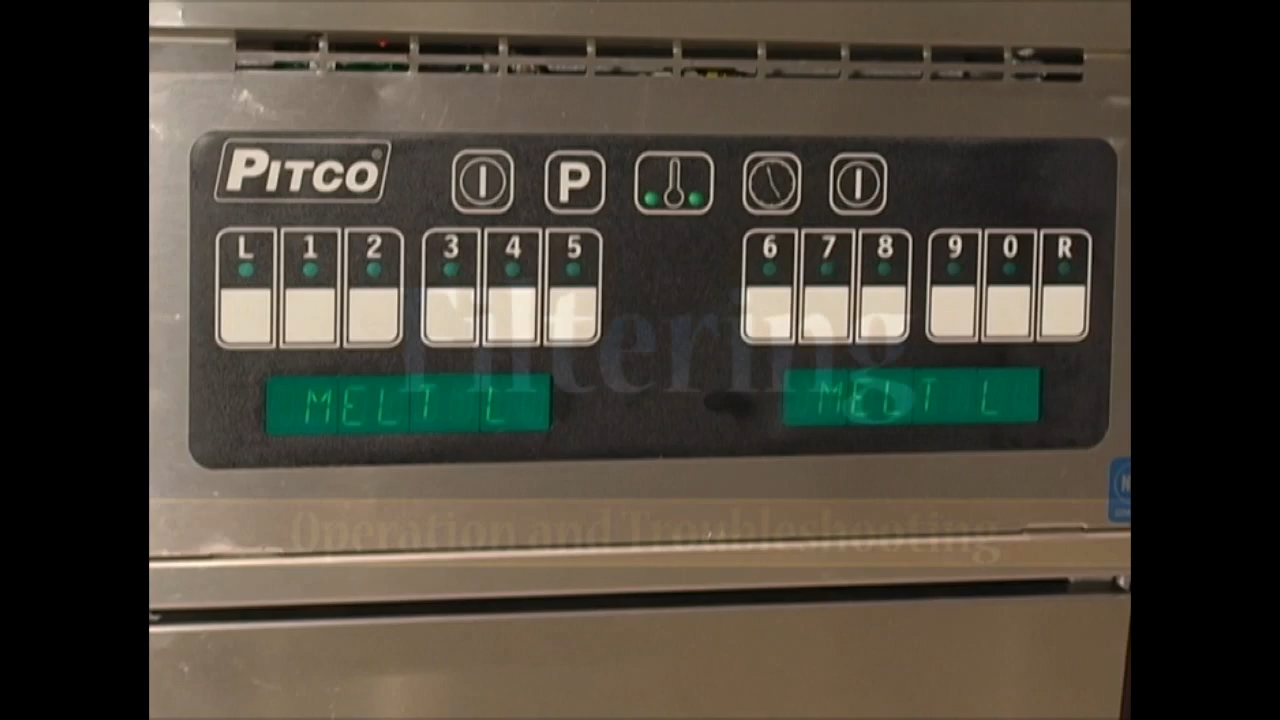 PITCO®
P
L 1 2 3 4 5 6 7 8 9 0 R
Filtering
MELT L MELT L
Operation and Troubleshooting